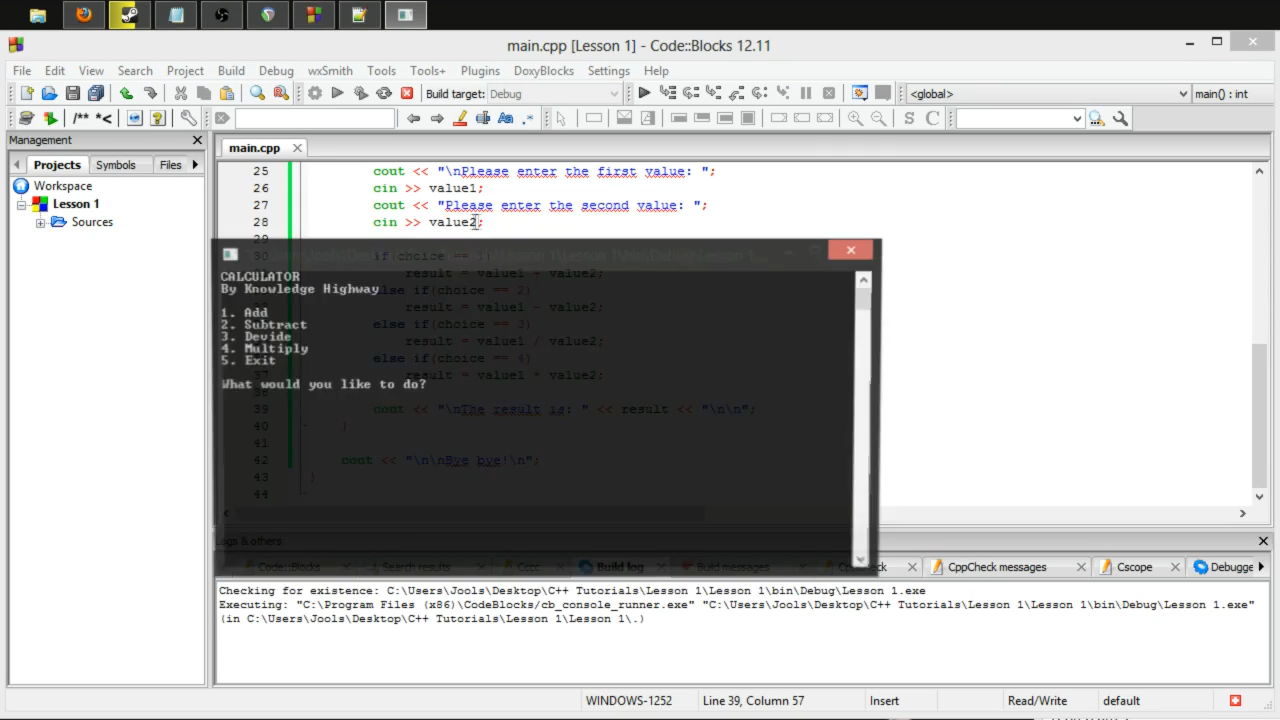 main.cpp [Lesson 1] - Code::Blocks 12.11
File Edit View Search Project Build Debug wxSmith Tools Tools+ Plugins DoxyBlocks Settings Help
Build target: Debug <global> main() : int
/** *<
Management
Projects Symbols Files
Workspace
Lesson 1
Sources
main.cpp
25 cout << "\nPlease enter the first value: ";
26 cin >> value1;
27 cout << "Please enter the second value: ";
28 cin >> value2;
29
if(choice == 1)
result = value1 + value2;
else if(choice == 2)
result = value1 - value2;
else if(choice == 3)
result = value1 / value2;
else if(choice == 4)
37 result = value1 * value2;
38
39 cout << "\nThe result is: " << result << "\n\n";
40 }
41
42 cout << "\n\nBye bye!\n";
43 }
44
CALCULATOR
By Knowledge Highway
1. Add
2. Subtract
3. Devide
4. Multiply
5. Exit
What would you like to do?
Logs & others
Code::Blocks Search results Cccc Build log Build messages CppCheck CppCheck messages Cscope Debugge
Checking for existence: C:\Users\Jools\Desktop\C++ Tutorials\Lesson 1\Lesson 1\bin\Debug\Lesson 1.exe
Executing: "C:\Program Files (x86)\CodeBlocks/cb_console_runner.exe" "C:\Users\Jools\Desktop\C++ Tutorials\Lesson 1\Lesson 1\bin\Debug\Lesson 1.exe"
(in C:\Users\Jools\Desktop\C++ Tutorials\Lesson 1\Lesson 1\.)
WINDOWS-1252 Line 39, Column 57 Insert Read/Write default